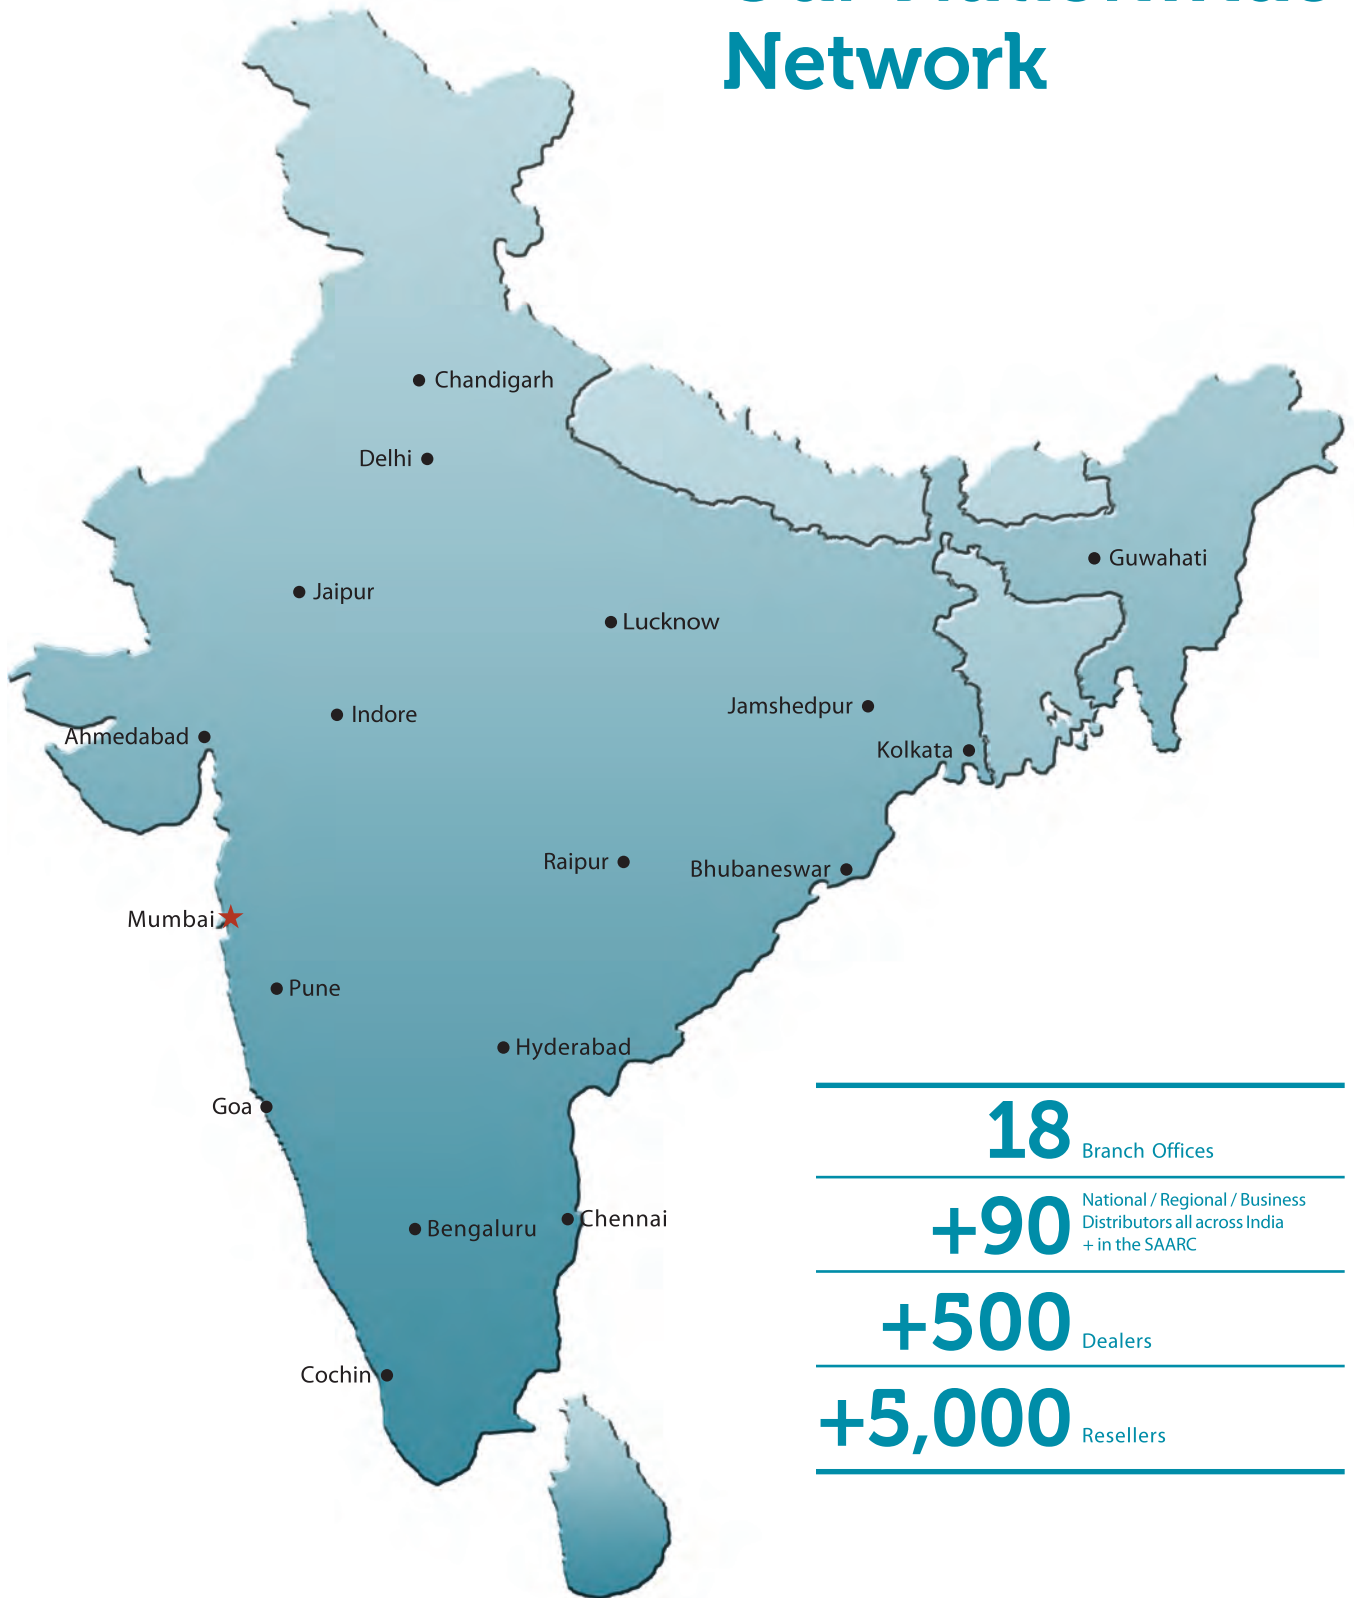 Network
Chandigarh
Delhi
Guwahati
Jaipur
Lucknow
Jamshedpur
Indore
Ahmedabad
Kolkata
Raipur
Bhubaneswar
Mumbai
Pune
Hyderabad
Goa
Chennai
Bengaluru
Cochin
18 Branch Offices
+90 National / Regional / Business
Distributors all across India
+ in the SAARC
+500 Dealers
+5,000 Resellers